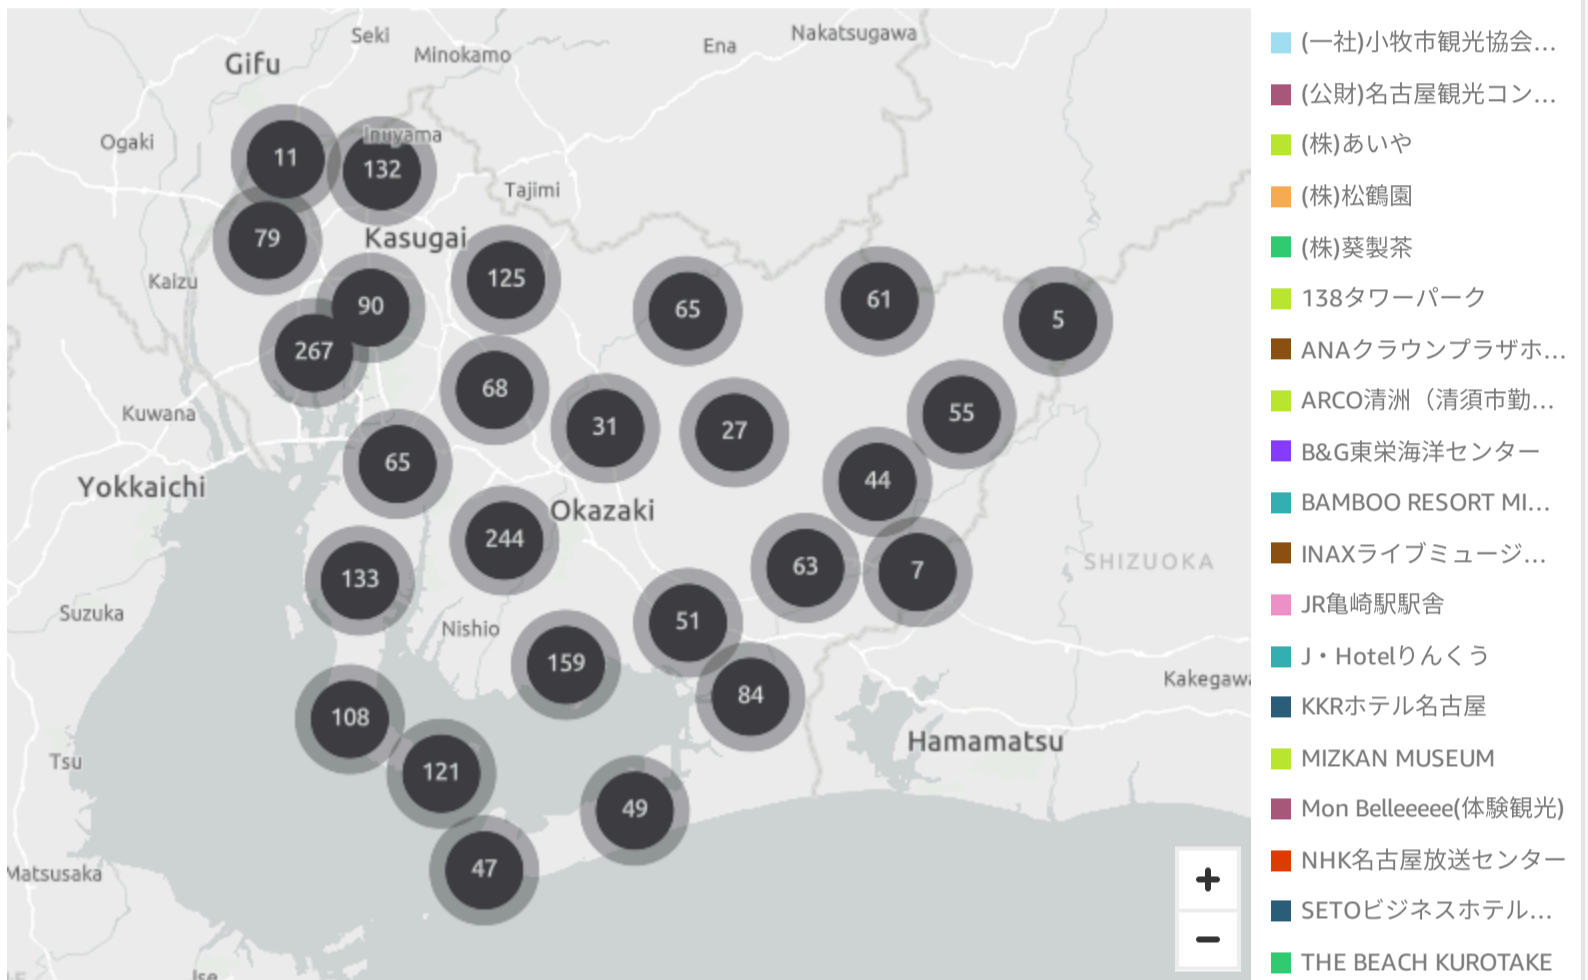 Seki
Nakatsugawa
Ena
Minokamo
Gifu
Inuyama
Ogaki
11
132
Tajimi
79
Kasugai
Kaizu
125
90
65
61
5
267
68
Kuwana
31
27
55
65
44
Yokkaichi
Okazaki
244
SHIZUOKA
63
7
133
Suzuka
Nishio
51
159
Kakegawa
84
108
Hamamatsu
Tsu
121
49
47
Matsusaka
Ise
+
−
(一社)小牧市観光協会…
(公財)名古屋観光コン…
(株)あいや
(株)松鶴園
(株)葵製茶
138タワーパーク
ANAクラウンプラザホ…
ARCO清洲（清須市勤…
B&G東栄海洋センター
BAMBOO RESORT MI…
INAXライブミュージ…
JR亀崎駅駅舎
J・Hotelりんくう
KKRホテル名古屋
MIZKAN MUSEUM
Mon Belleeeee(体験観光)
NHK名古屋放送センター
SETOビジネスホテル…
THE BEACH KUROTAKE